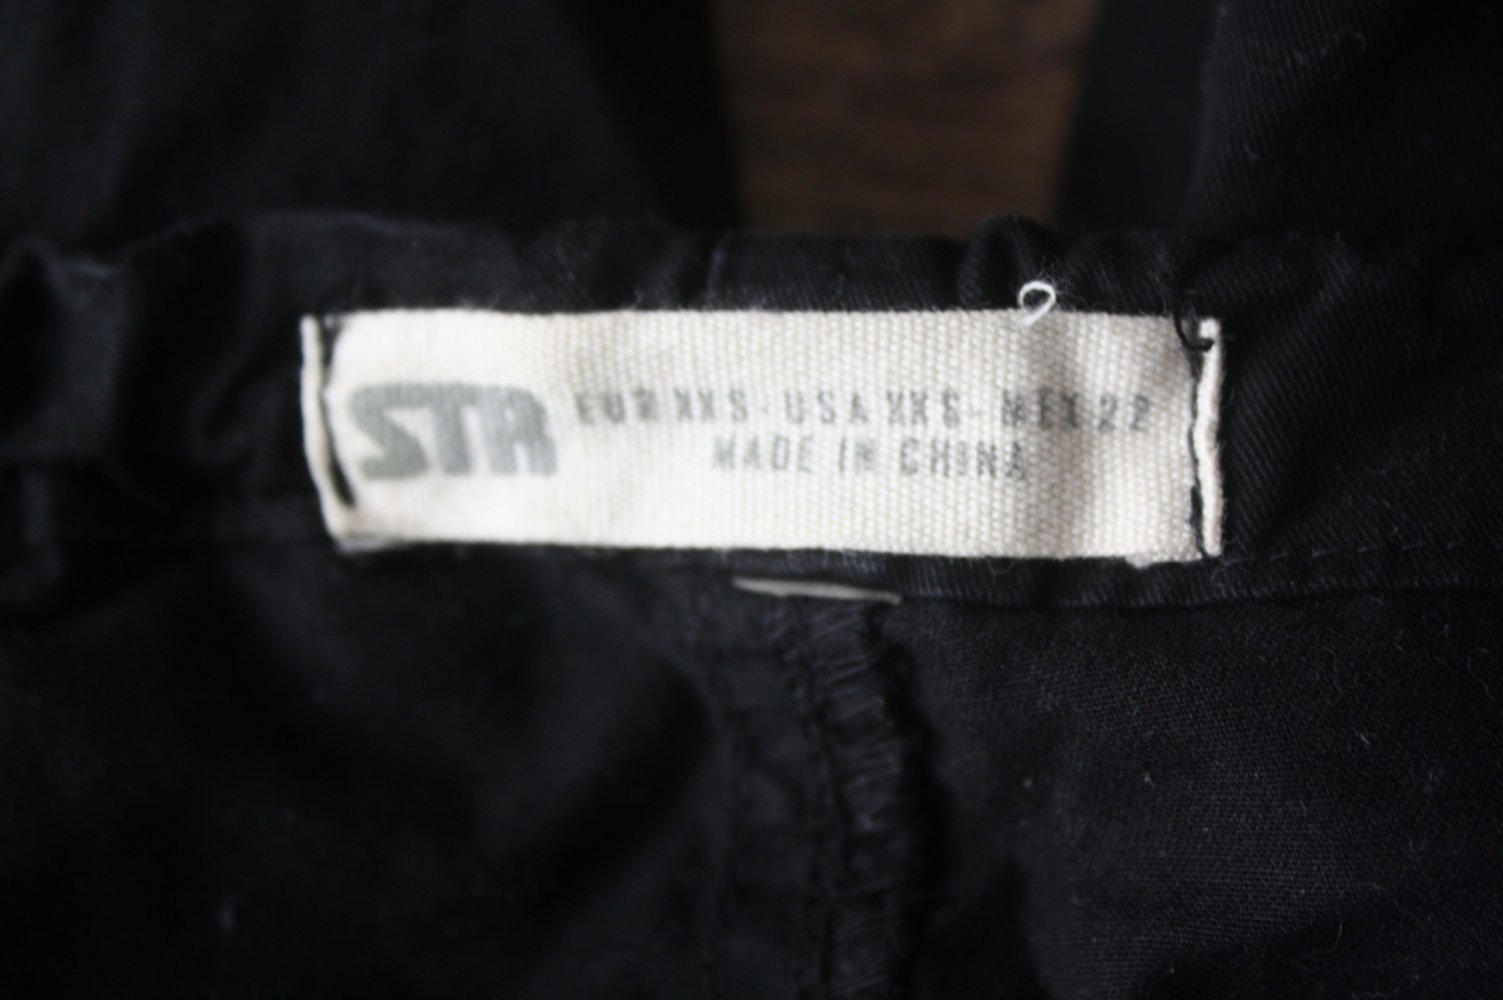 STR EUR XXS - USA XXS - MEX 22
MADE IN CHINA